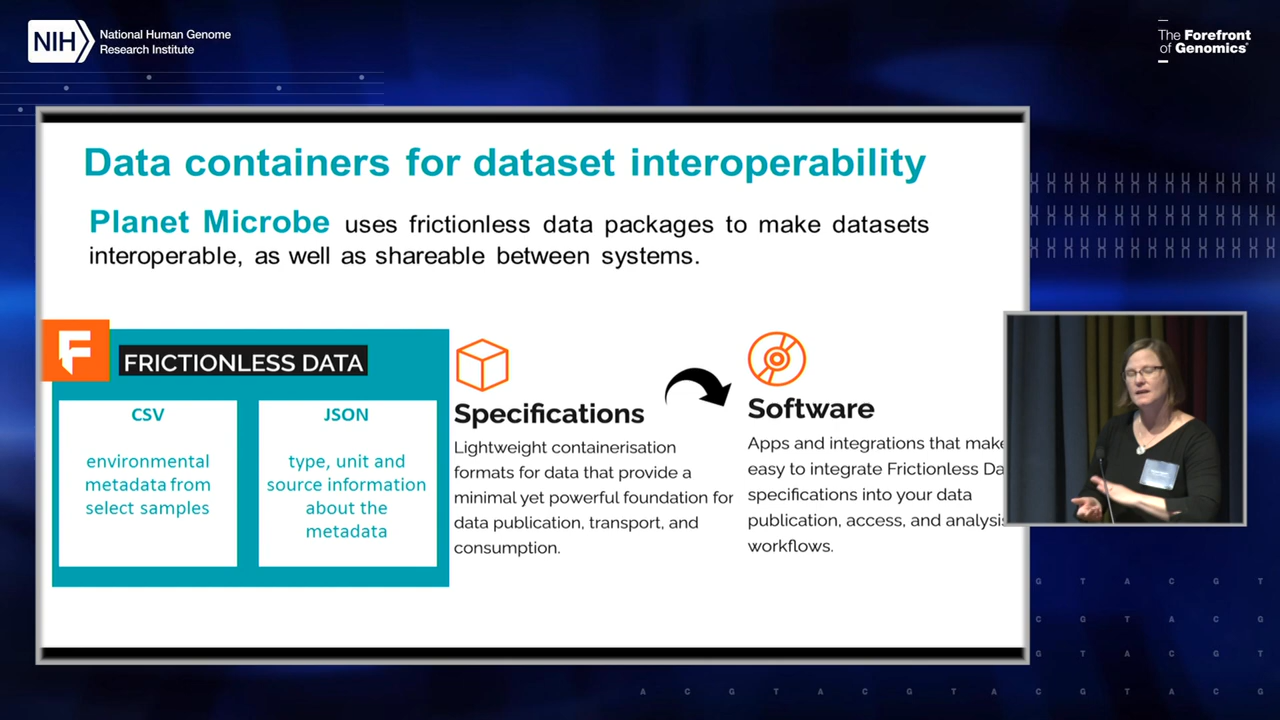 NIH
National Human Genome
Research Institute
The Forefront
of Genomics®
Data containers for dataset interoperability
Planet Microbe uses frictionless data packages to make datasets
interoperable, as well as shareable between systems.
FRICTIONLESS DATA
CSV
environmental
metadata from
select samples
JSON
type, unit and
source information
about the
metadata
Specifications
Lightweight containerisation
formats for data that provide a
minimal yet powerful foundation for
data publication, transport, and
consumption.
Software
Apps and integrations that make
easy to integrate Frictionless Da
specifications into your data
publication, access, and analysis
workflows.
G T A C G T
C G T A C G
G T A C G T
A C G T A C G T A C G T A C G